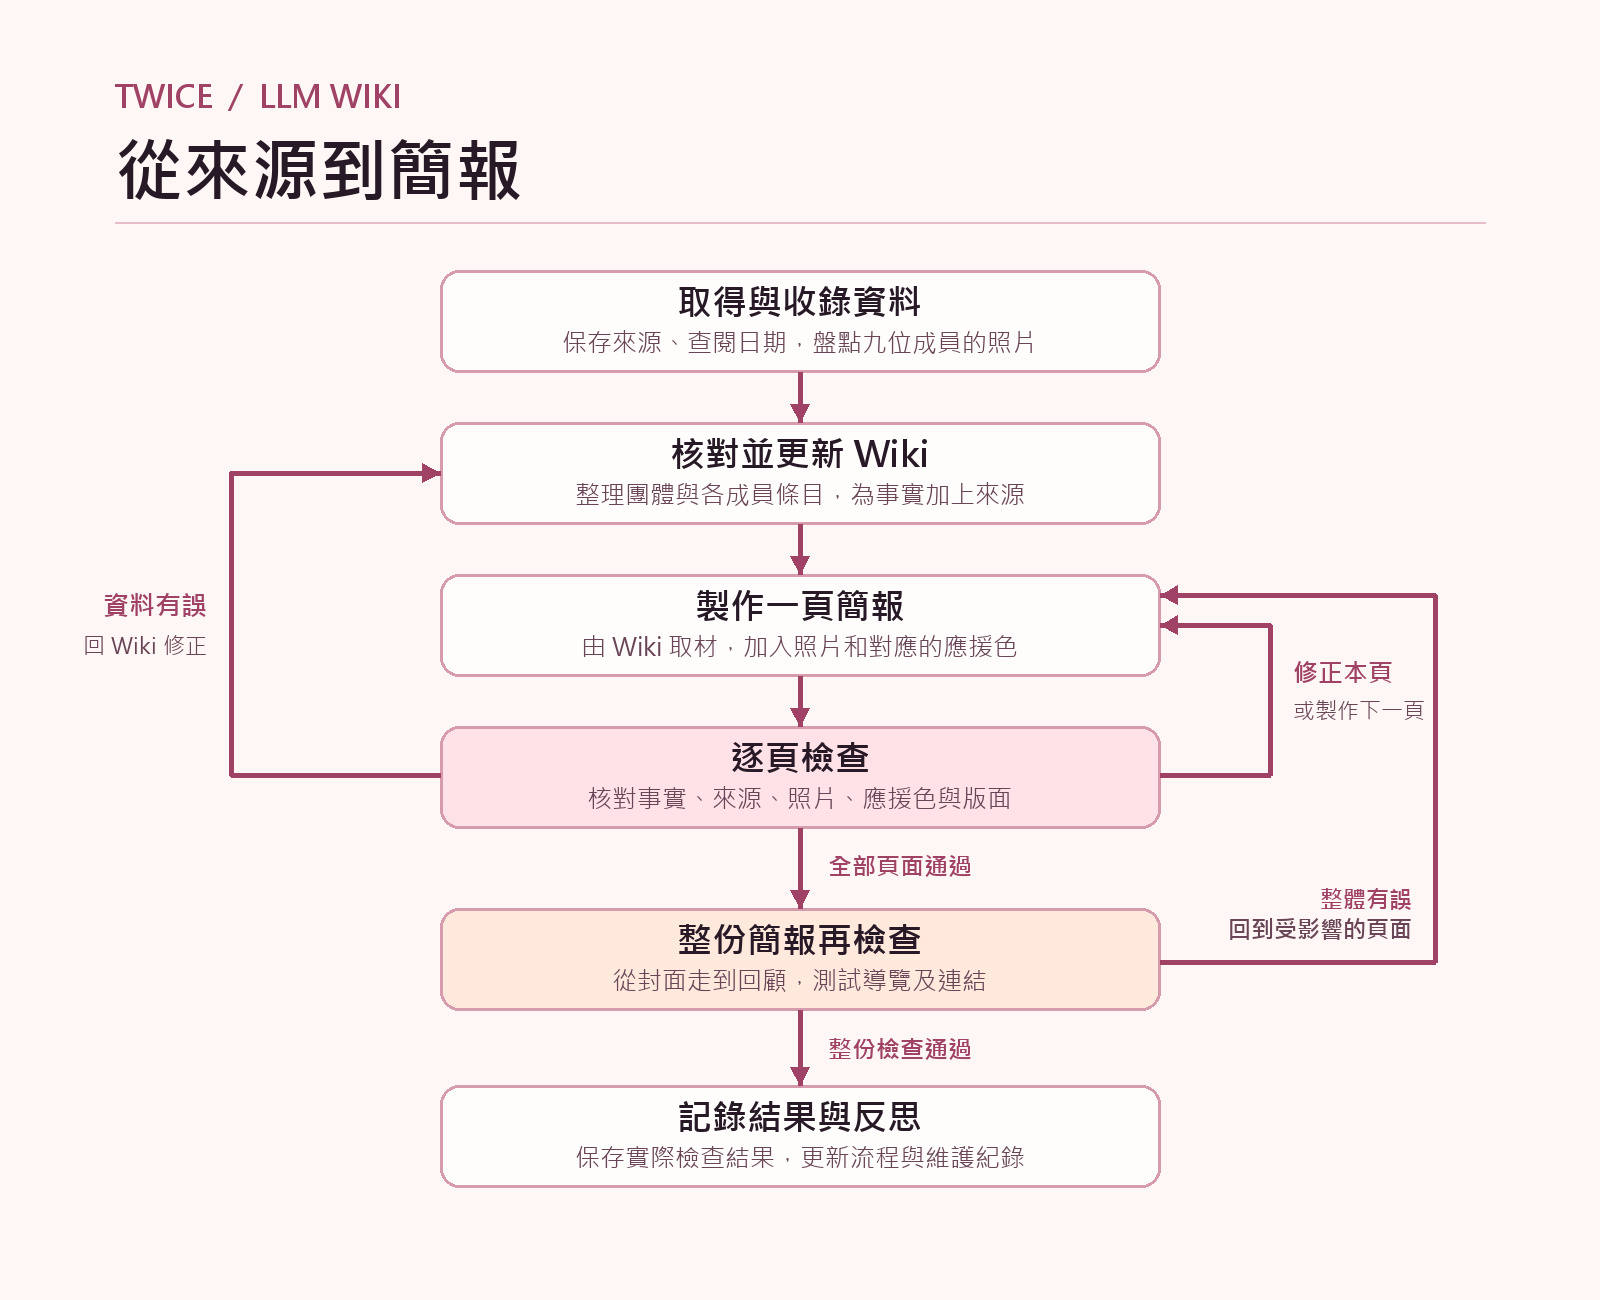 TWICE / LLM WIKI
從來源到簡報
取得與收錄資料
保存來源、查閱日期，盤點九位成員的照片
核對並更新 Wiki
整理團體與各成員條目，為事實加上來源
資料有誤
回 Wiki 修正
製作一頁簡報
由 Wiki 取材，加入照片和對應的應援色
修正本頁
或製作下一頁
逐頁檢查
核對事實、來源、照片、應援色與版面
全部頁面通過
整體有誤
回到受影響的頁面
整份簡報再檢查
從封面走到回顧，測試導覽及連結
整份檢查通過
記錄結果與反思
保存實際檢查結果，更新流程與維護紀錄